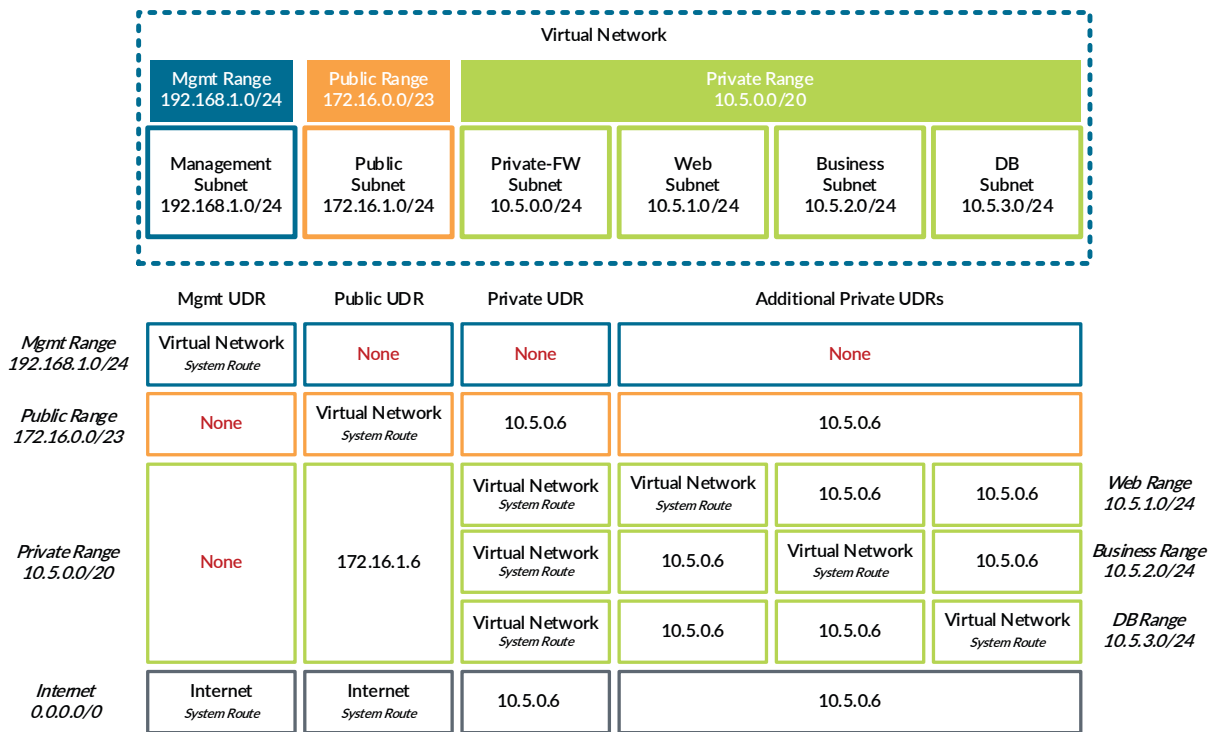 Virtual Network
Mgmt Range
192.168.1.0/24
Public Range
172.16.0.0/23
Private Range
10.5.0.0/20
Management
Subnet
192.168.1.0/24
Public
Subnet
172.16.1.0/24
Private-FW
Subnet
10.5.0.0/24
Web
Subnet
10.5.1.0/24
Business
Subnet
10.5.2.0/24
DB
Subnet
10.5.3.0/24
Mgmt UDR
Public UDR
Private UDR
Additional Private UDRs
Mgmt Range
192.168.1.0/24
Virtual Network
System Route
None
None
None
Public Range
172.16.0.0/23
None
Virtual Network
System Route
10.5.0.6
10.5.0.6
Private Range
10.5.0.0/20
None
172.16.1.6
Virtual Network
System Route
Virtual Network
System Route
10.5.0.6
10.5.0.6
Web Range
10.5.1.0/24
Virtual Network
System Route
10.5.0.6
Virtual Network
System Route
10.5.0.6
Business Range
10.5.2.0/24
Virtual Network
System Route
10.5.0.6
10.5.0.6
Virtual Network
System Route
DB Range
10.5.3.0/24
Internet
0.0.0.0/0
Internet
System Route
Internet
System Route
10.5.0.6
10.5.0.6